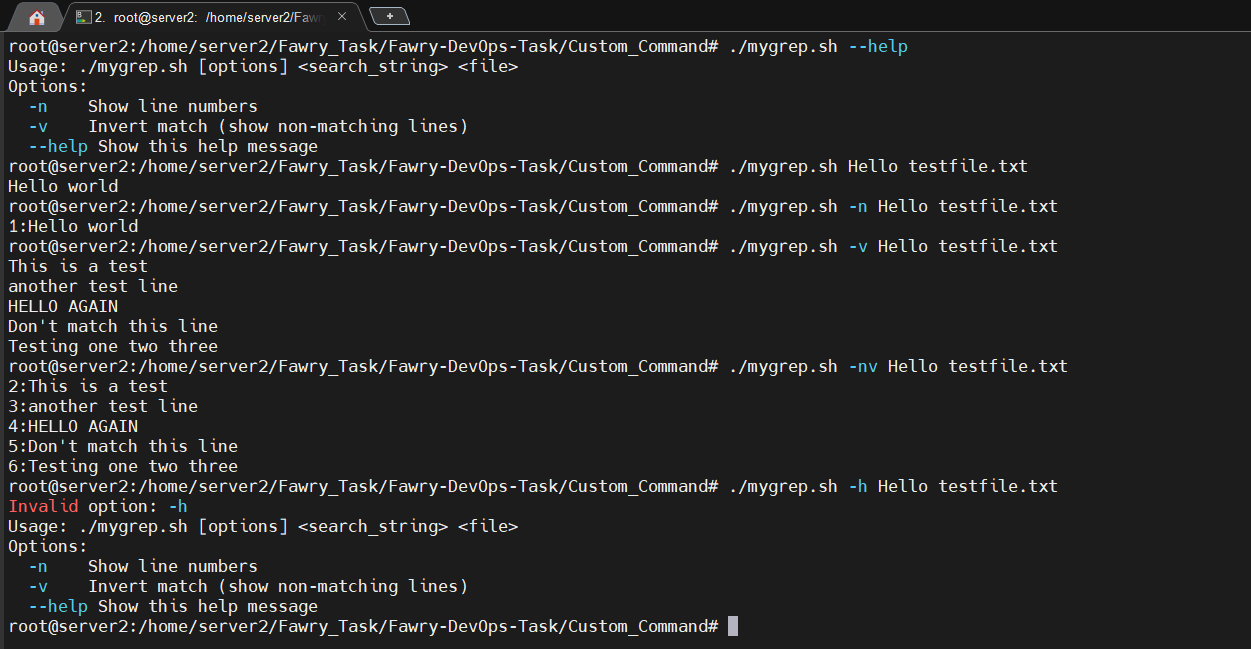 2. root@server2: /home/server2/Fawry
root@server2:/home/server2/Fawry_Task/Fawry-DevOps-Task/Custom_Command# ./mygrep.sh --help
Usage: ./mygrep.sh [options] <search_string> <file>
Options:
  -n    Show line numbers
  -v    Invert match (show non-matching lines)
  --help Show this help message
root@server2:/home/server2/Fawry_Task/Fawry-DevOps-Task/Custom_Command# ./mygrep.sh Hello testfile.txt
Hello world
root@server2:/home/server2/Fawry_Task/Fawry-DevOps-Task/Custom_Command# ./mygrep.sh -n Hello testfile.txt
1:Hello world
root@server2:/home/server2/Fawry_Task/Fawry-DevOps-Task/Custom_Command# ./mygrep.sh -v Hello testfile.txt
This is a test
another test line
HELLO AGAIN
Don't match this line
Testing one two three
root@server2:/home/server2/Fawry_Task/Fawry-DevOps-Task/Custom_Command# ./mygrep.sh -nv Hello testfile.txt
2:This is a test
3:another test line
4:HELLO AGAIN
5:Don't match this line
6:Testing one two three
root@server2:/home/server2/Fawry_Task/Fawry-DevOps-Task/Custom_Command# ./mygrep.sh -h Hello testfile.txt
Invalid option: -h
Usage: ./mygrep.sh [options] <search_string> <file>
Options:
  -n    Show line numbers
  -v    Invert match (show non-matching lines)
  --help Show this help message
root@server2:/home/server2/Fawry_Task/Fawry-DevOps-Task/Custom_Command#